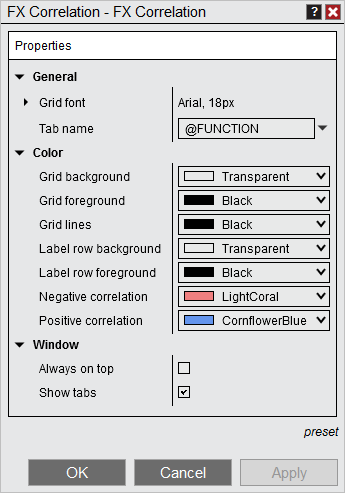 FX Correlation - FX Correlation ?
Properties
General
Grid font Arial, 18px
Tab name @FUNCTION
Color
Grid background Transparent
Grid foreground Black
Grid lines Black
Label row background Transparent
Label row foreground Black
Negative correlation LightCoral
Positive correlation CornflowerBlue
Window
Always on top
Show tabs
preset
OK Cancel Apply